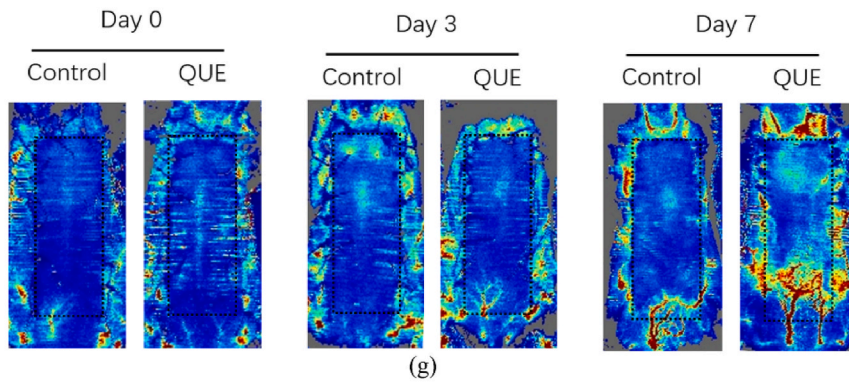 Day 0
Day 3
Day 7
Control QUE
Control QUE
Control QUE
(g)